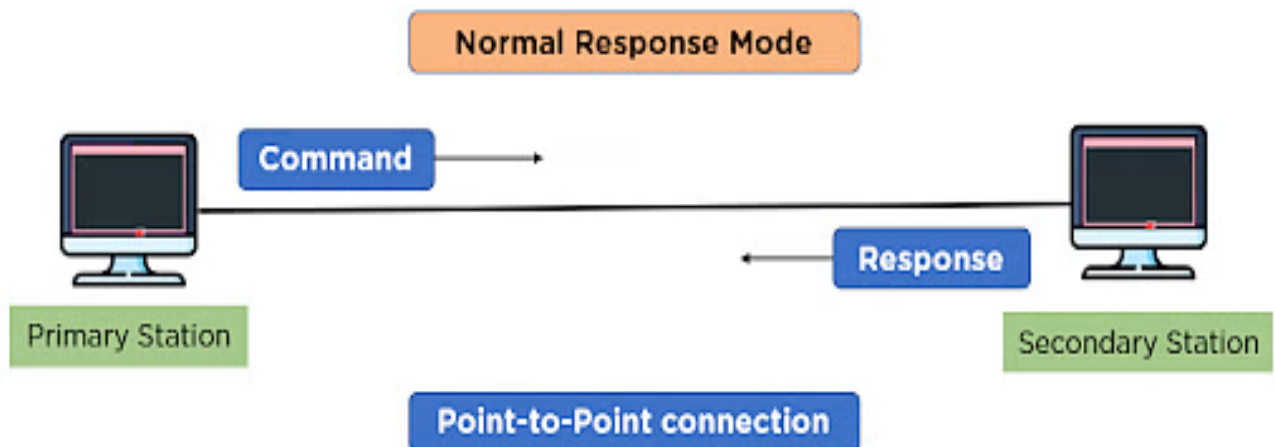 Normal Response Mode
Command
Response
Primary Station
Secondary Station
Point-to-Point connection